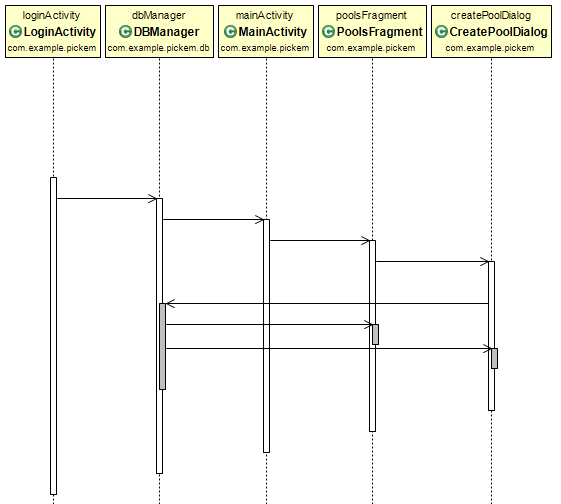 loginActivity
LoginActivity
com.example.pickem
dbManager
DBManager
com.example.pickem.db
mainActivity
MainActivity
com.example.pickem
poolsFragment
PoolsFragment
com.example.pickem
createPoolDialog
CreatePoolDialog
com.example.pickem